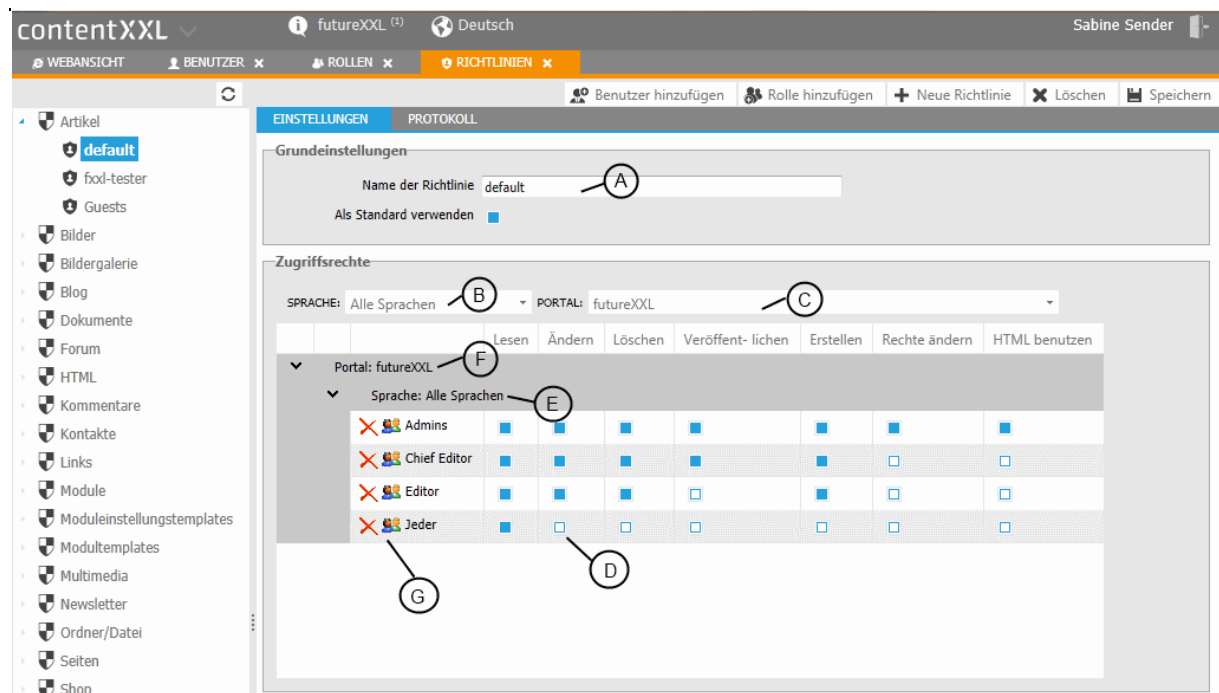 contentXXL
futureXXL (1)
Deutsch
Sabine Sender
WEBANSICHT
BENUTZER
ROLLEN
RICHTLINIEN
Benutzer hinzufügen
Rolle hinzufügen
Neue Richtlinie
Löschen
Speichern
Artikel
default
fxxl-tester
Guests
Bilder
Bildergalerie
Blog
Dokumente
Forum
HTML
Kommentare
Kontakte
Links
Module
Moduleinstellungstemplates
Modultemplates
Multimedia
Newsletter
Ordner/Datei
Seiten
Shop
EINSTELLUNGEN
PROTOKOLL
Grundeinstellungen
Name der Richtlinie default A
Als Standard verwenden
Zugriffsrechte
SPRACHE: Alle Sprachen B PORTAL: futureXXL C
Lesen Ändern Löschen Veröffent- lichen Erstellen Rechte ändern HTML benutzen
Portal: futureXXL F
Sprache: Alle Sprachen E
Admins
Chief Editor
Editor
Jeder
D
G